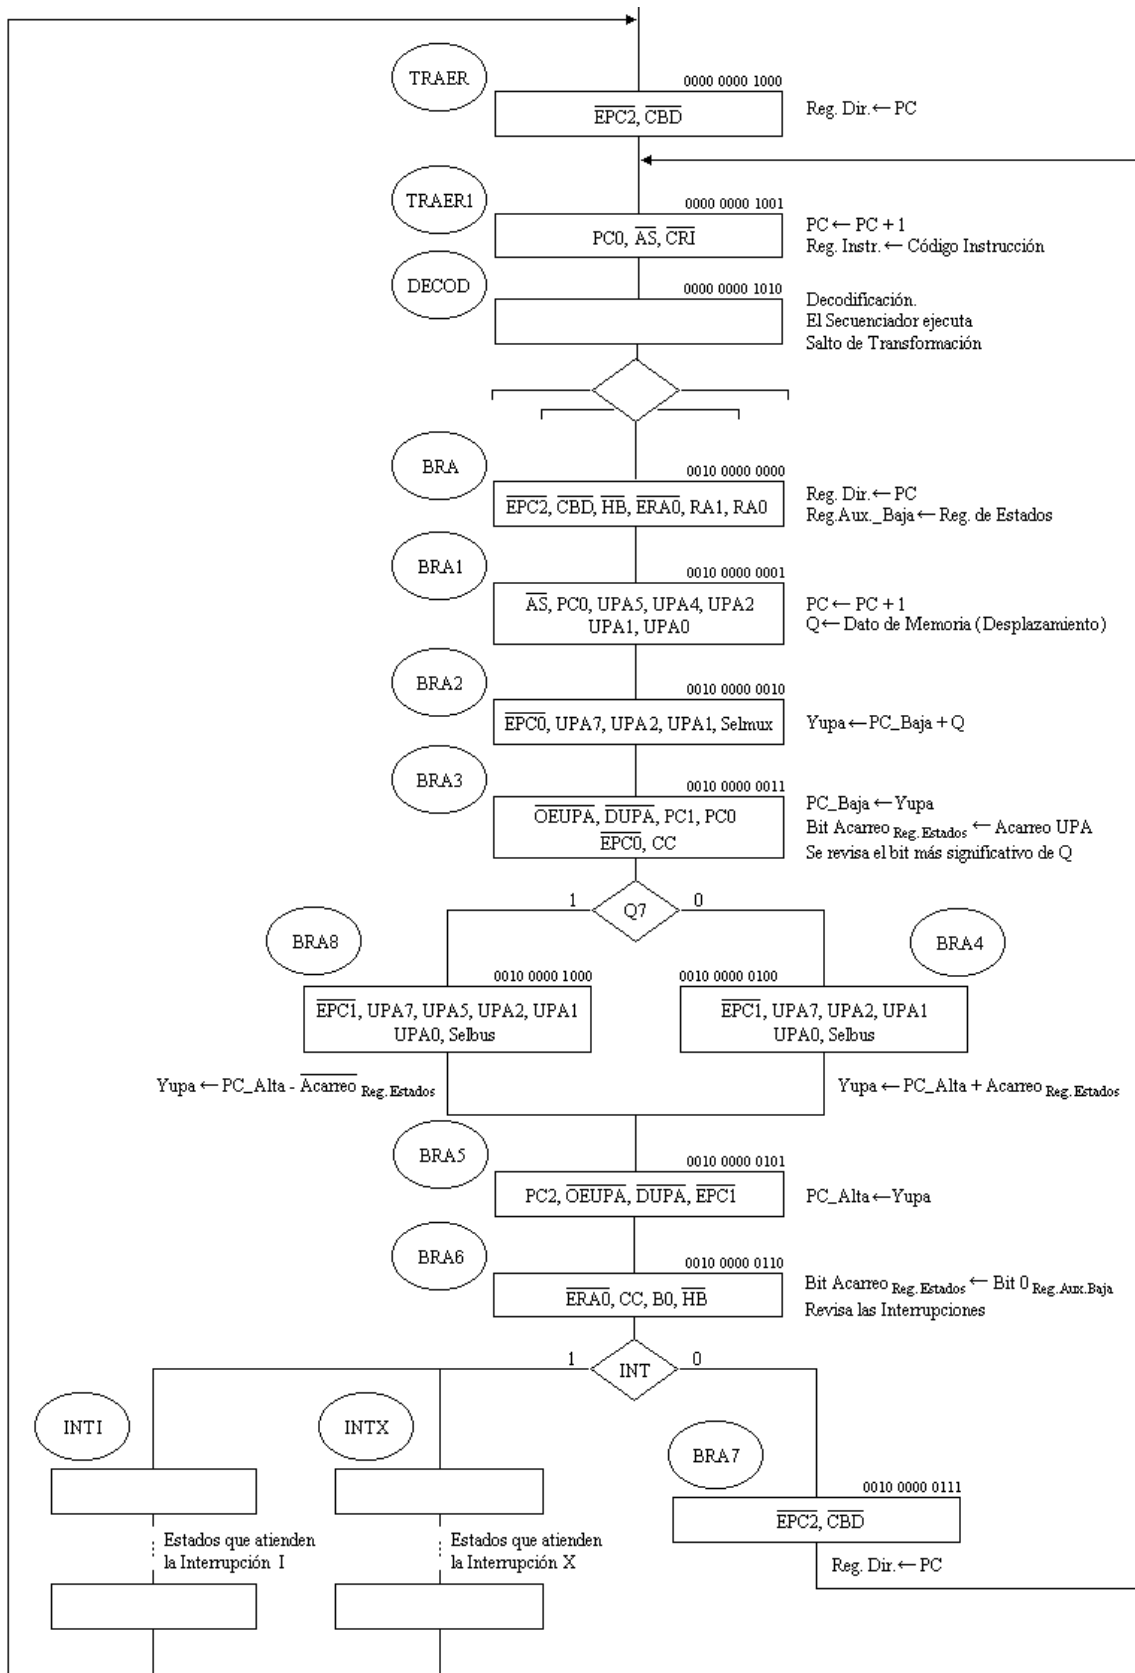 TRAER
0000 0000 1000
EPC2, CBD
Reg. Dir. ← PC
TRAER1
0000 0000 1001
PC0, AS, CRI
PC ← PC + 1
Reg. Instr. ← Código Instrucción
DECOD
0000 0000 1010
Decodificación.
El Secuenciador ejecuta
Salto de Transformación
BRA
0010 0000 0000
EPC2, CBD, HB, ERA0, RA1, RA0
Reg. Dir. ← PC
Reg.Aux._Baja ← Reg. de Estados
BRA1
0010 0000 0001
AS, PC0, UPA5, UPA4, UPA2
UPA1, UPA0
PC ← PC + 1
Q ← Dato de Memoria (Desplazamiento)
BRA2
0010 0000 0010
EPC0, UPA7, UPA2, UPA1, Selmux
Yupa ← PC_Baja + Q
BRA3
0010 0000 0011
OEUPA, DUPA, PC1, PC0
EPC0, CC
PC_Baja ← Yupa
Bit Acarreo Reg. Estados ← Acarreo UPA
Se revisa el bit más significativo de Q
1 Q7 0
BRA8
0010 0000 1000
EPC1, UPA7, UPA5, UPA2, UPA1
UPA0, Selbus
Yupa ← PC_Alta - Acarreo Reg. Estados
BRA4
0010 0000 0100
EPC1, UPA7, UPA2, UPA1
UPA0, Selbus
Yupa ← PC_Alta + Acarreo Reg. Estados
BRA5
0010 0000 0101
PC2, OEUPA, DUPA, EPC1
PC_Alta ← Yupa
BRA6
0010 0000 0110
ERA0, CC, B0, HB
Bit Acarreo Reg. Estados ← Bit 0 Reg.Aux.Baja
Revisa las Interrupciones
1 INT 0
INTI
Estados que atienden
la Interrupción I
INTX
Estados que atienden
la Interrupción X
BRA7
0010 0000 0111
EPC2, CBD
Reg. Dir. ← PC